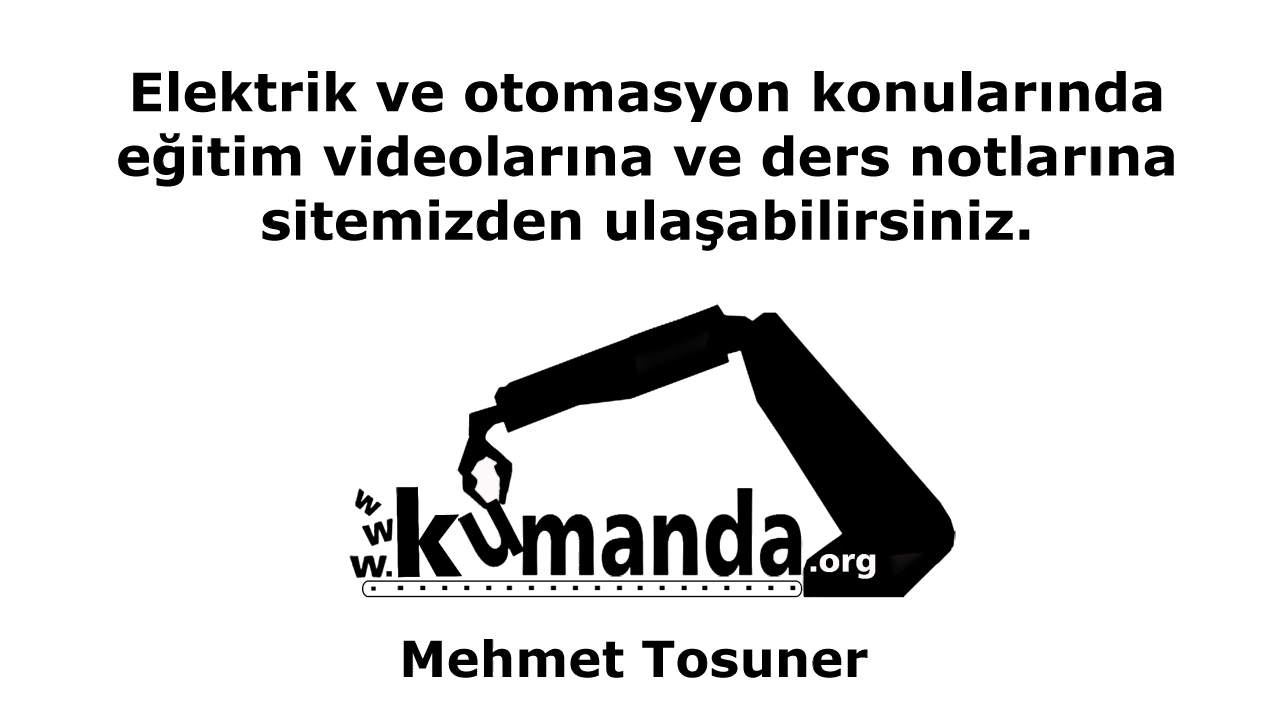 Elektrik ve otomasyon konularında
eğitim videolarına ve ders notlarına
sitemizden ulaşabilirsiniz.
www.kumanda.org
Mehmet Tosuner